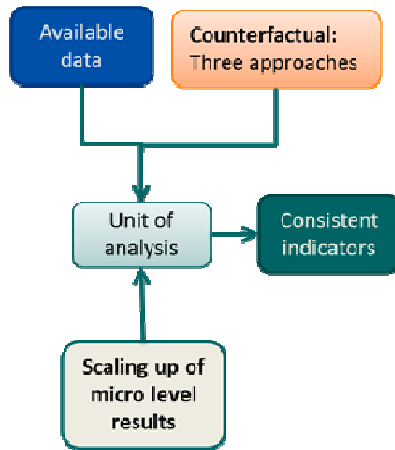 Available
data
Counterfactual:
Three approaches
Unit of
analysis
Consistent
indicators
Scaling up of
micro level
results